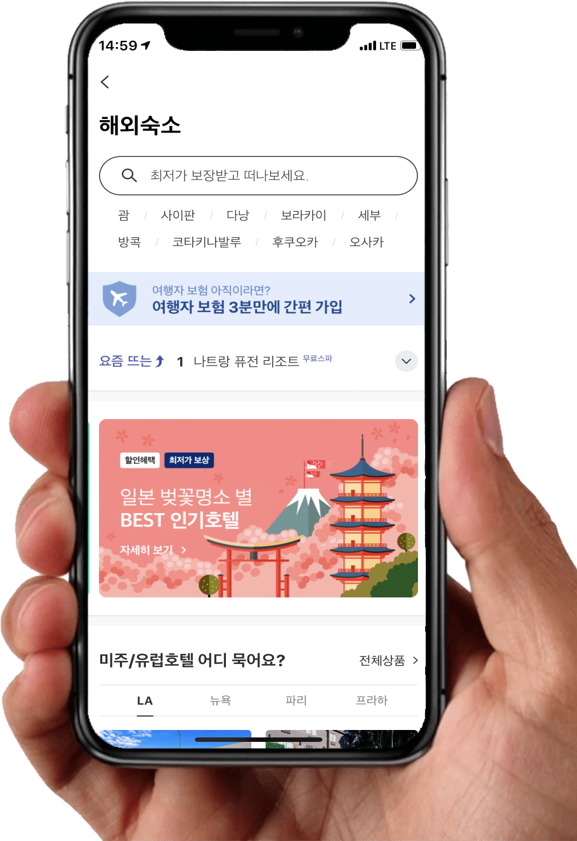 14:59 LTE
해외숙소
최저가 보장받고 떠나보세요.
괌 / 사이판 / 다낭 / 보라카이 / 세부 /
방콕 / 코타키나발루 / 후쿠오카 / 오사카
여행자 보험 아직이라면?
여행자 보험 3분만에 간편 가입
요즘 뜨는 1 나트랑 퓨전 리조트 무료스파
할인혜택 최저가 보상
일본 벚꽃명소 별
BEST 인기호텔
자세히 보기 >
미주/유럽호텔 어디 묵어요? 전체상품 >
LA 뉴욕 파리 프라하